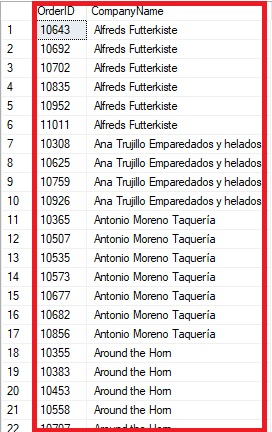 OrderID CompanyName
1 10643 Alfreds Futterkiste
2 10692 Alfreds Futterkiste
3 10702 Alfreds Futterkiste
4 10835 Alfreds Futterkiste
5 10952 Alfreds Futterkiste
6 11011 Alfreds Futterkiste
7 10308 Ana Trujillo Emparedados y helados
8 10625 Ana Trujillo Emparedados y helados
9 10759 Ana Trujillo Emparedados y helados
10 10926 Ana Trujillo Emparedados y helados
11 10365 Antonio Moreno Taquería
12 10507 Antonio Moreno Taquería
13 10535 Antonio Moreno Taquería
14 10573 Antonio Moreno Taquería
15 10677 Antonio Moreno Taquería
16 10682 Antonio Moreno Taquería
17 10856 Antonio Moreno Taquería
18 10355 Around the Horn
19 10383 Around the Horn
20 10453 Around the Horn
21 10558 Around the Horn
22 10707 Around the Horn